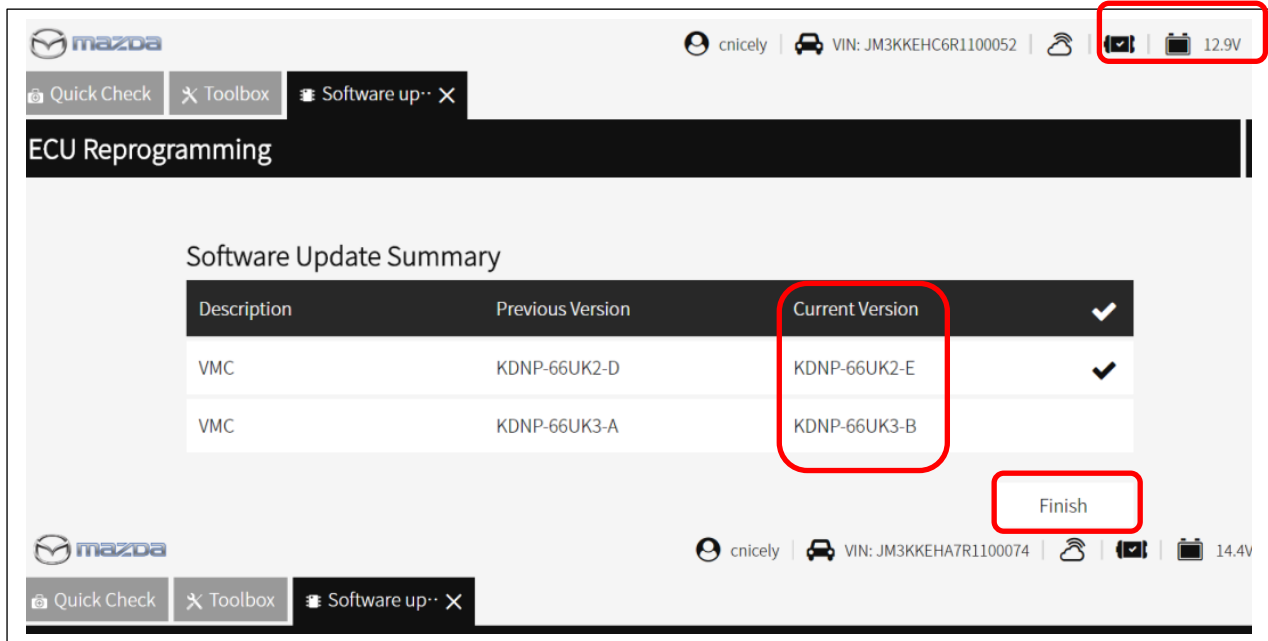 mazda cnicely VIN: JM3KKEHC6R1100052 12.9V
Quick Check Toolbox Software up··
ECU Reprogramming
Software Update Summary
Description Previous Version Current Version
VMC KDNP-66UK2-D KDNP-66UK2-E
VMC KDNP-66UK3-A KDNP-66UK3-B
Finish
mazda cnicely VIN: JM3KKEHA7R1100074 14.4V
Quick Check Toolbox Software up··